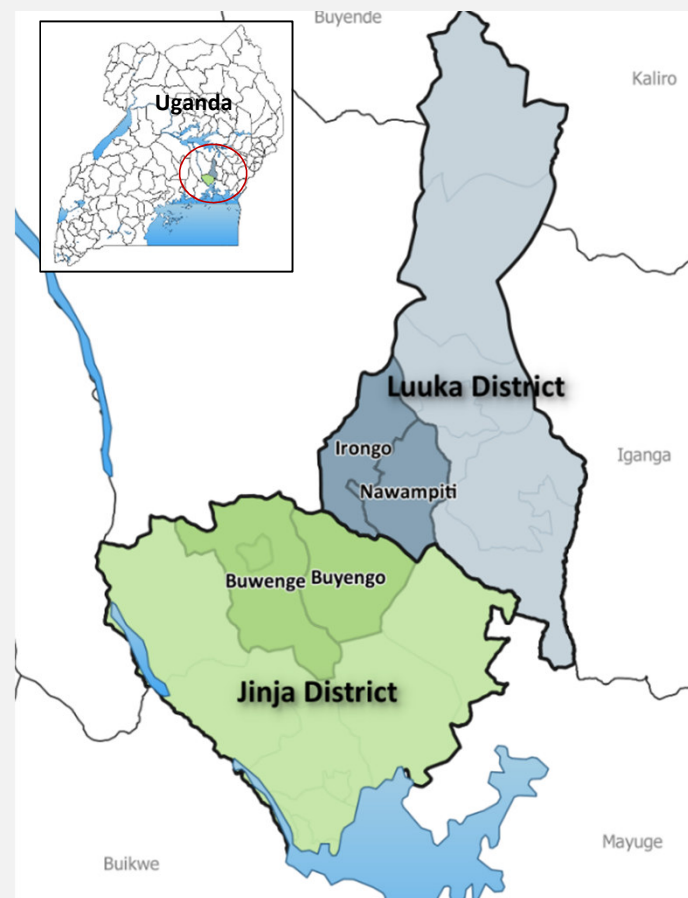 Buyende
Uganda
Kaliro
Luuka District
Irongo
Iganga
Nawampiti
Buwenge
Buyengo
Jinja District
Mayuge
Buikwe